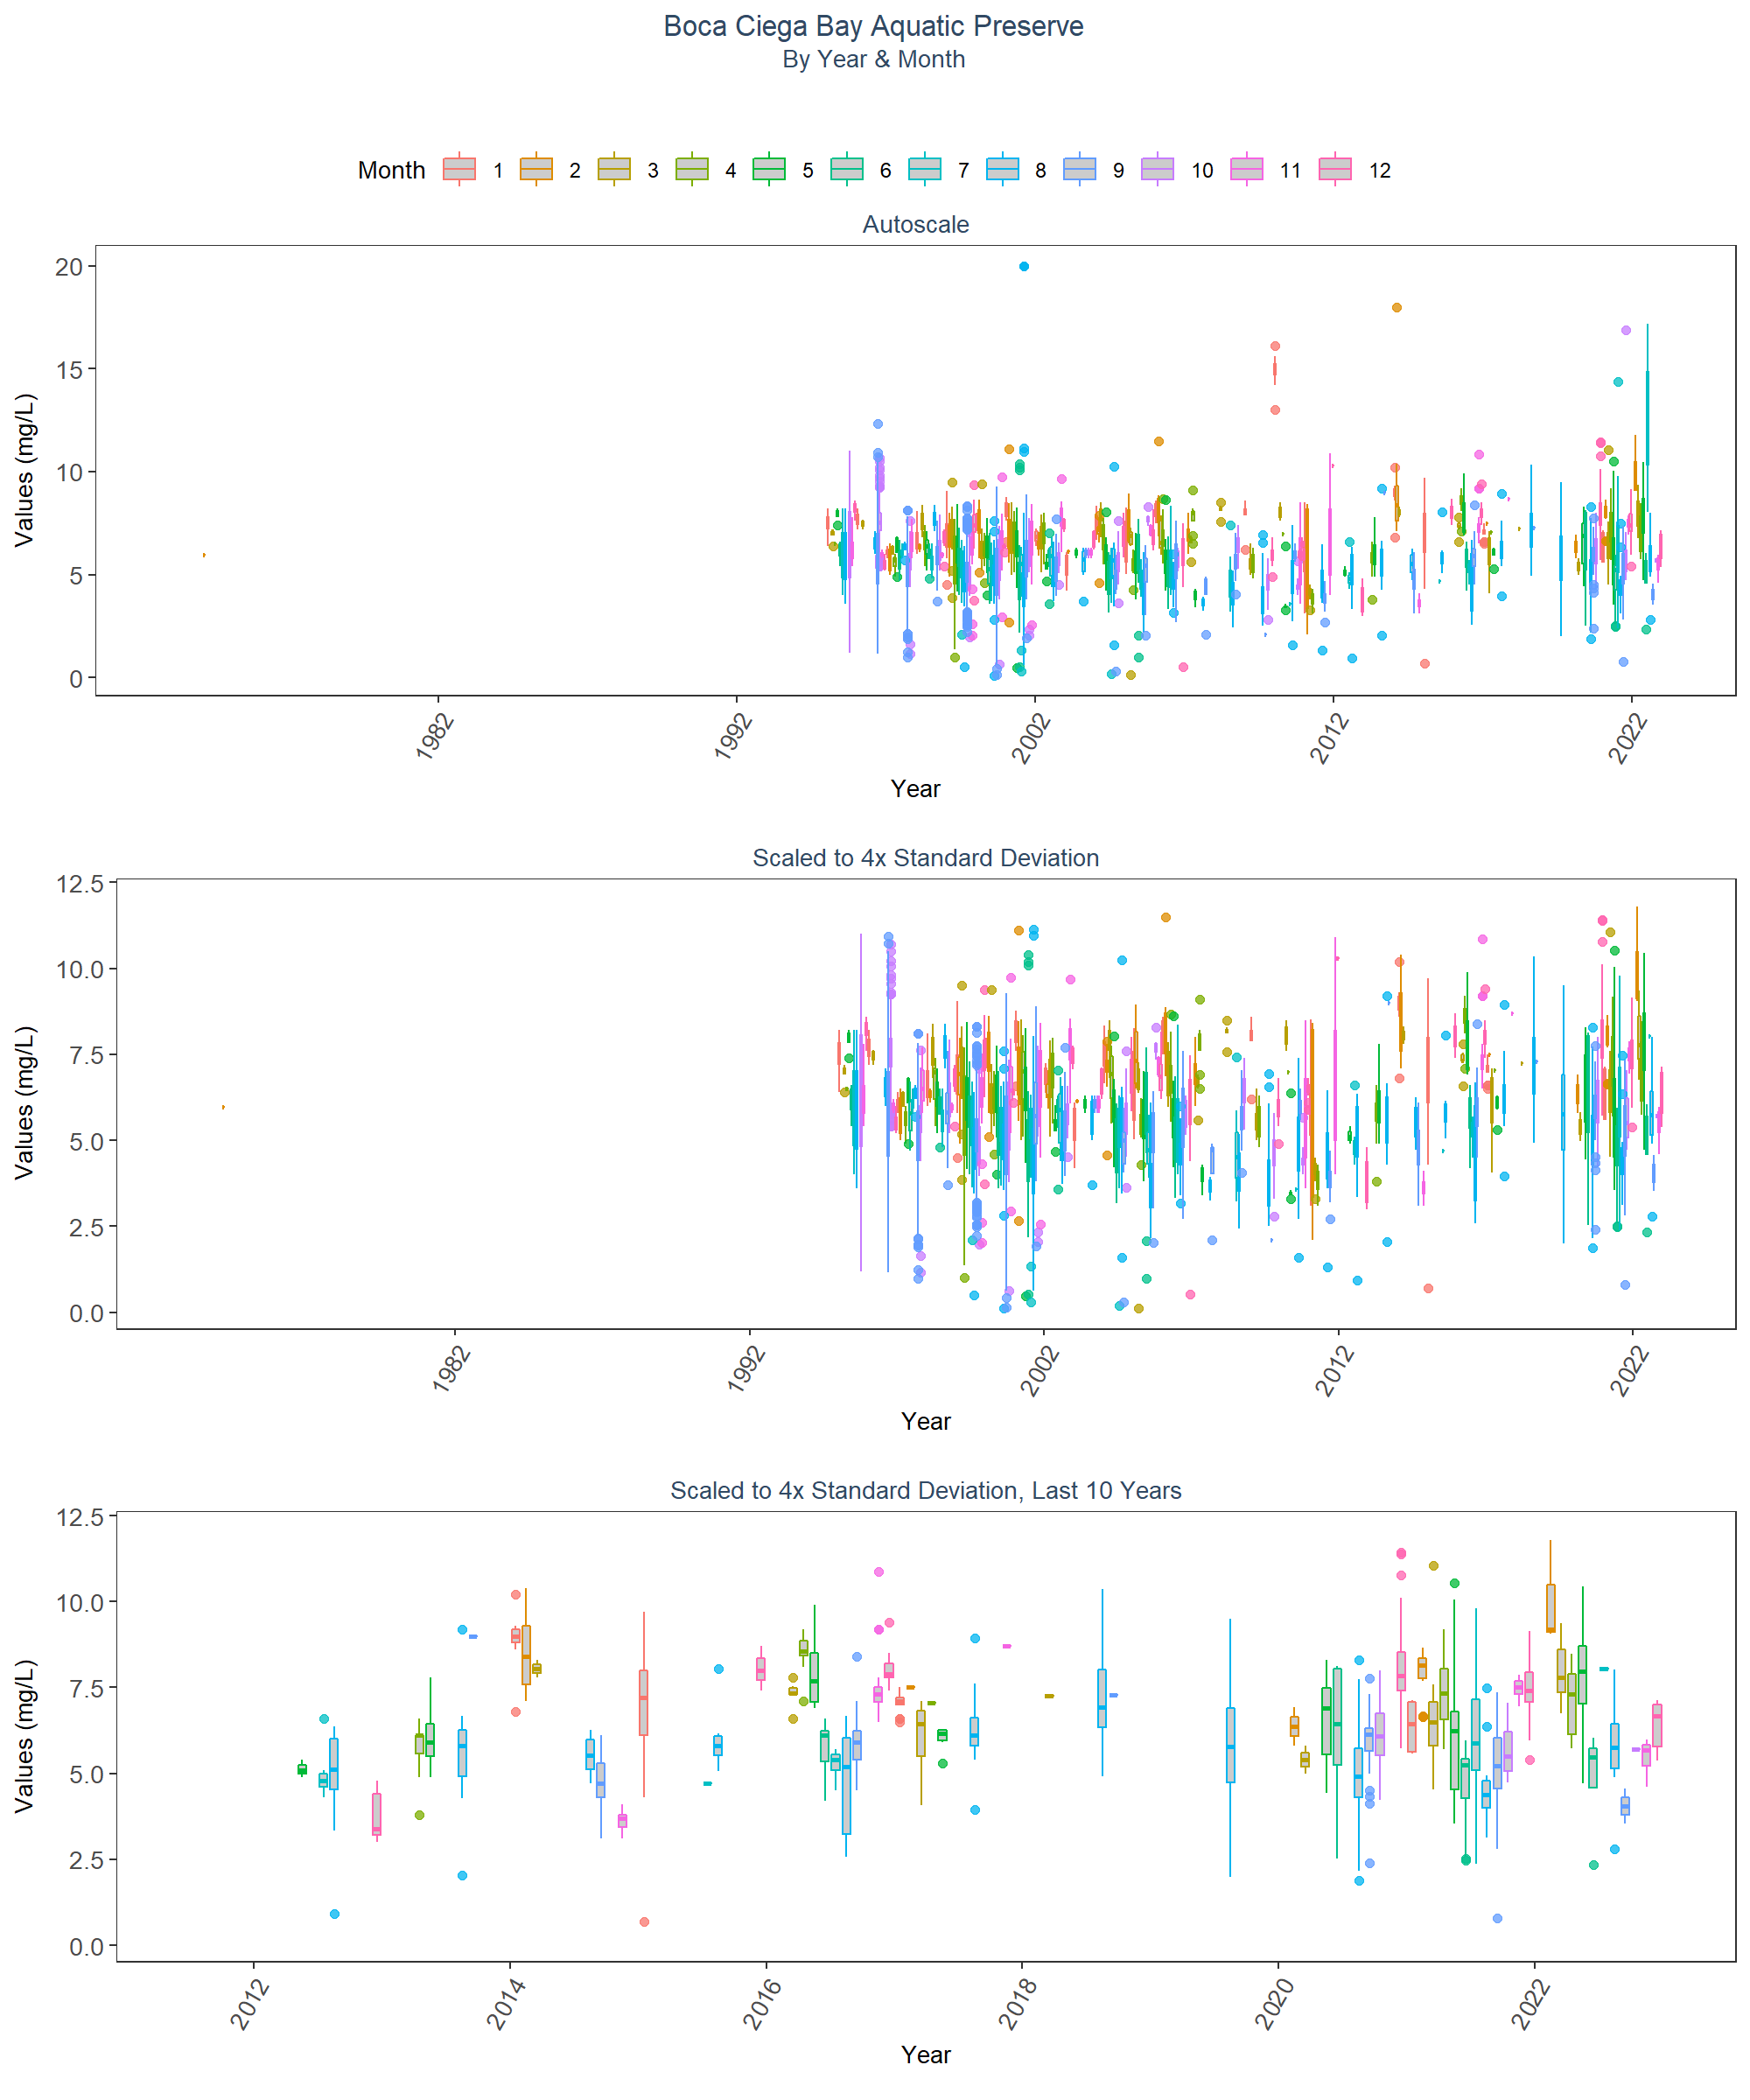 Boca Ciega Bay Aquatic Preserve
By Year & Month
Month 1 2 3 4 5 6 7 8 9 10 11 12
Autoscale
Values (mg/L)
20
15
10
5
0
1982 1992 2002 2012 2022
Year
Scaled to 4x Standard Deviation
Values (mg/L)
12.5
10.0
7.5
5.0
2.5
0.0
1982 1992 2002 2012 2022
Year
Scaled to 4x Standard Deviation, Last 10 Years
Values (mg/L)
12.5
10.0
7.5
5.0
2.5
0.0
2012 2014 2016 2018 2020 2022
Year